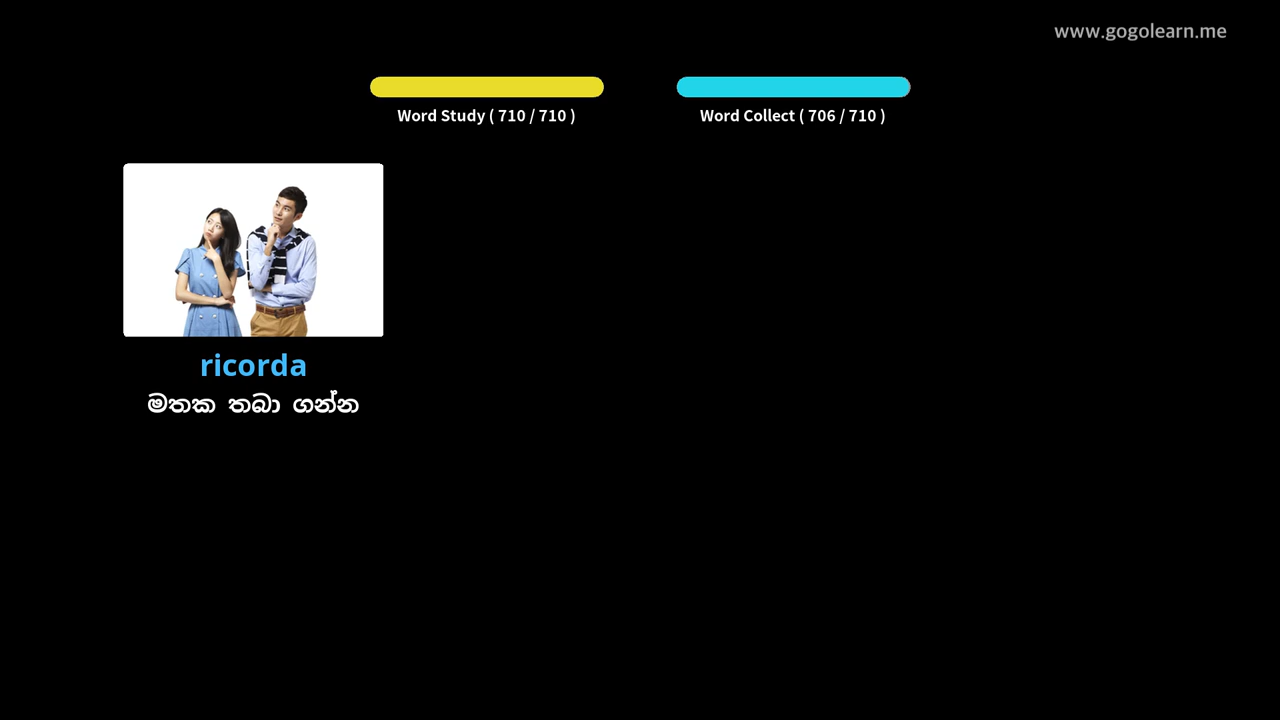 www.gogolearn.me
Word Study ( 710 / 710 )
Word Collect ( 706 / 710 )
ricorda
මතක තබා ගන්න